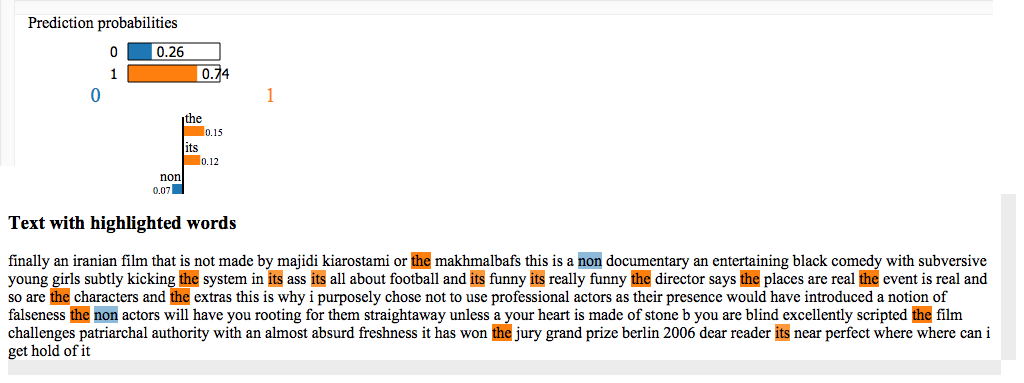 Prediction probabilities
0 0.26
1 0.74
0 1
the
0.15
its
0.12
non
0.07
Text with highlighted words
finally an iranian film that is not made by majidi kiarostami or the makhmalbafs this is a non documentary an entertaining black comedy with subversive
young girls subtly kicking the system in its ass its all about football and its funny its really funny the director says the places are real the event is real and
so are the characters and the extras this is why i purposely chose not to use professional actors as their presence would have introduced a notion of
falseness the non actors will have you rooting for them straightaway unless a your heart is made of stone b you are blind excellently scripted the film
challenges patriarchal authority with an almost absurd freshness it has won the jury grand prize berlin 2006 dear reader its near perfect where where can i
get hold of it